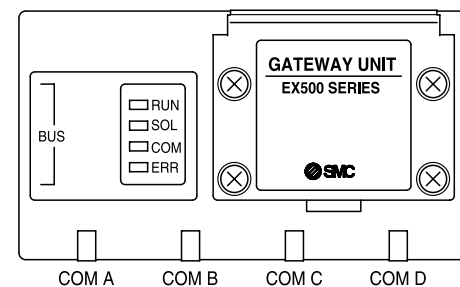 GATEWAY UNIT
EX500 SERIES
SMC
BUS
RUN
SOL
COM
ERR
COM A COM B COM C COM D